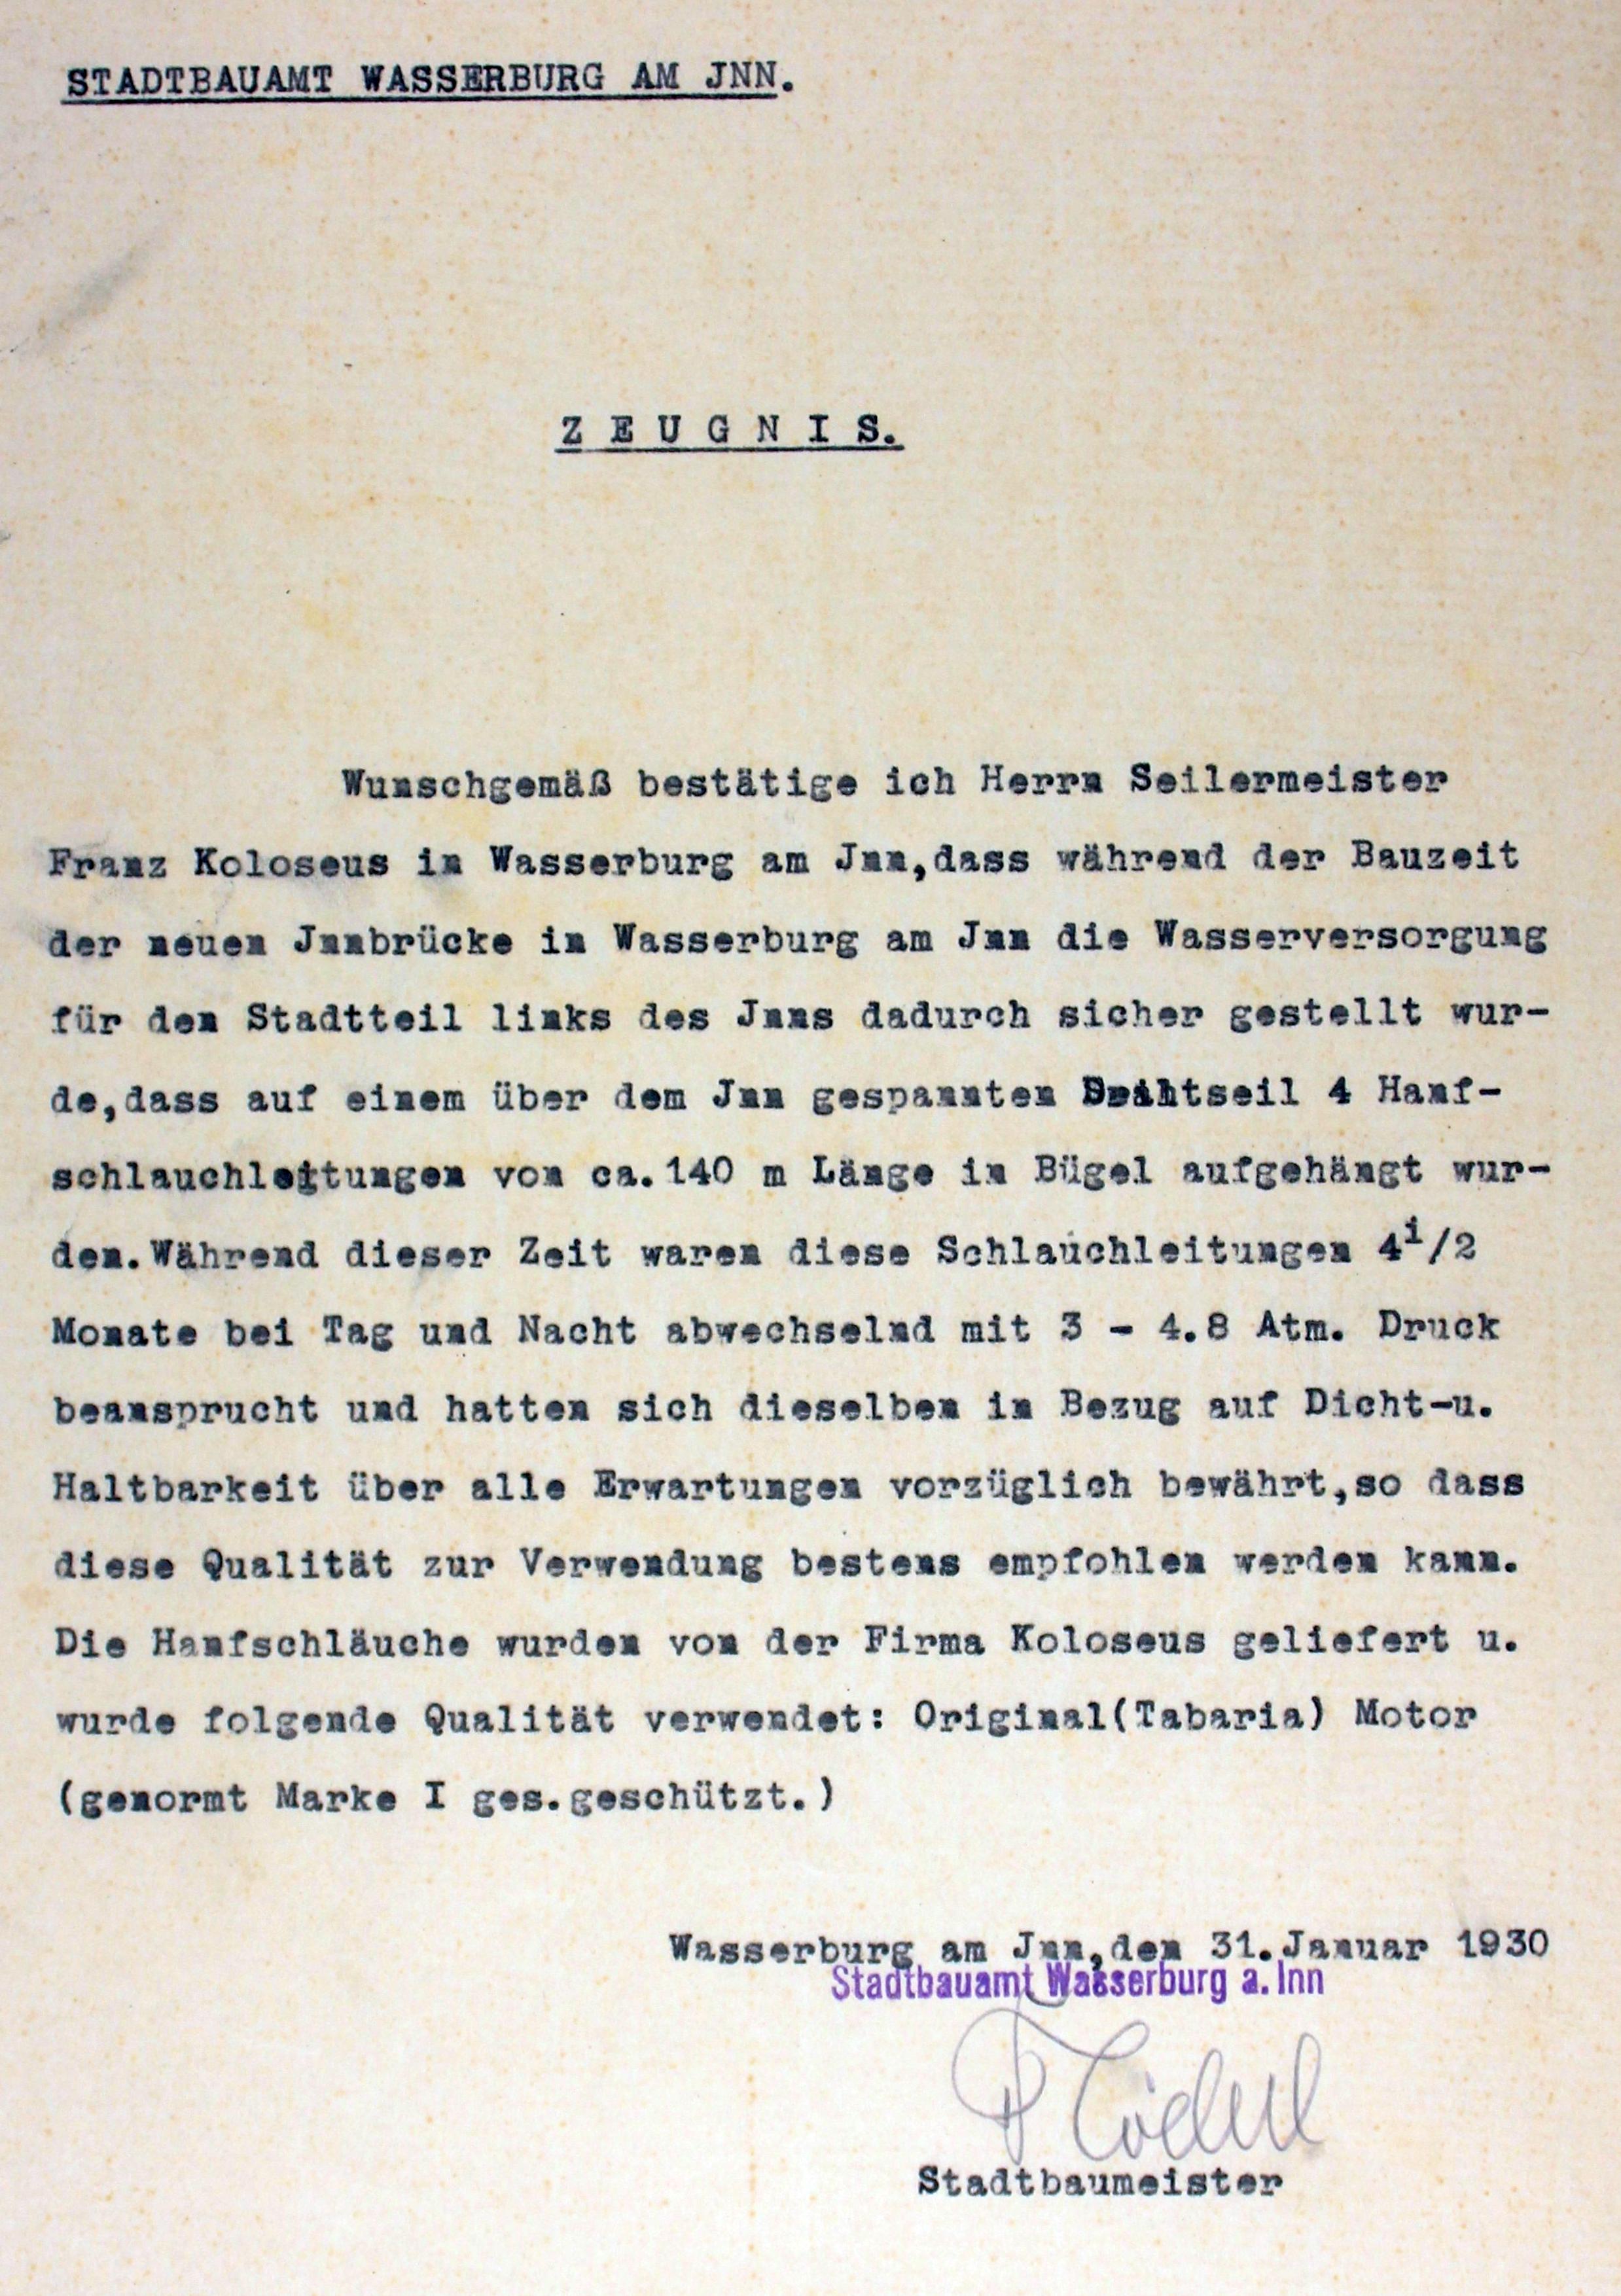 STADTBAUAMT WASSERBURG AM JNN.
ZEUGNIS.
Wunschgemäß bestätige ich Herrn Seilermeister
Franz Koloseus in Wasserburg am Jnn,dass während der Bauzeit
der neuen Jnnbrücke in Wasserburg am Jnn die Wasserversorgung
für den Stadtteil links des Jnns dadurch sicher gestellt wur-
de,dass auf einem über dem Jnn gespannten Drahtseil 4 Hanf-
schlauchleitungen von ca.140 m Länge in Bügel aufgehängt wur-
den.Während dieser Zeit waren diese Schlauchleitungen 4 1/2
Monate bei Tag und Nacht abwechselnd mit 3 - 4.8 Atm. Druck
beansprucht und hatten sich dieselben in Bezug auf Dicht-u.
Haltbarkeit über alle Erwartungen vorzüglich bewährt,so dass
diese Qualität zur Verwendung bestens empfohlen werden kann.
Die Hanfschläuche wurden von der Firma Koloseus geliefert u.
wurde folgende Qualität verwendet: Original(Tabaria) Motor
(genormt Marke I ges.geschützt.)
Wasserburg am Jnn,den 31.Januar 1930
Stadtbauamt Wasserburg a. Inn
Stadtbaumeister